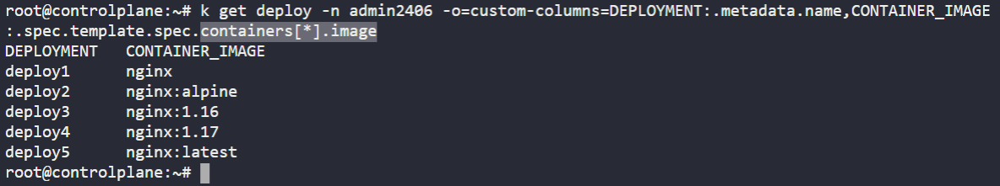 root@controlplane:~# k get deploy -n admin2406 -o=custom-columns=DEPLOYMENT:.metadata.name,CONTAINER_IMAGE
:.spec.template.spec.containers[*].image
DEPLOYMENT   CONTAINER_IMAGE
deploy1      nginx
deploy2      nginx:alpine
deploy3      nginx:1.16
deploy4      nginx:1.17
deploy5      nginx:latest
root@controlplane:~#